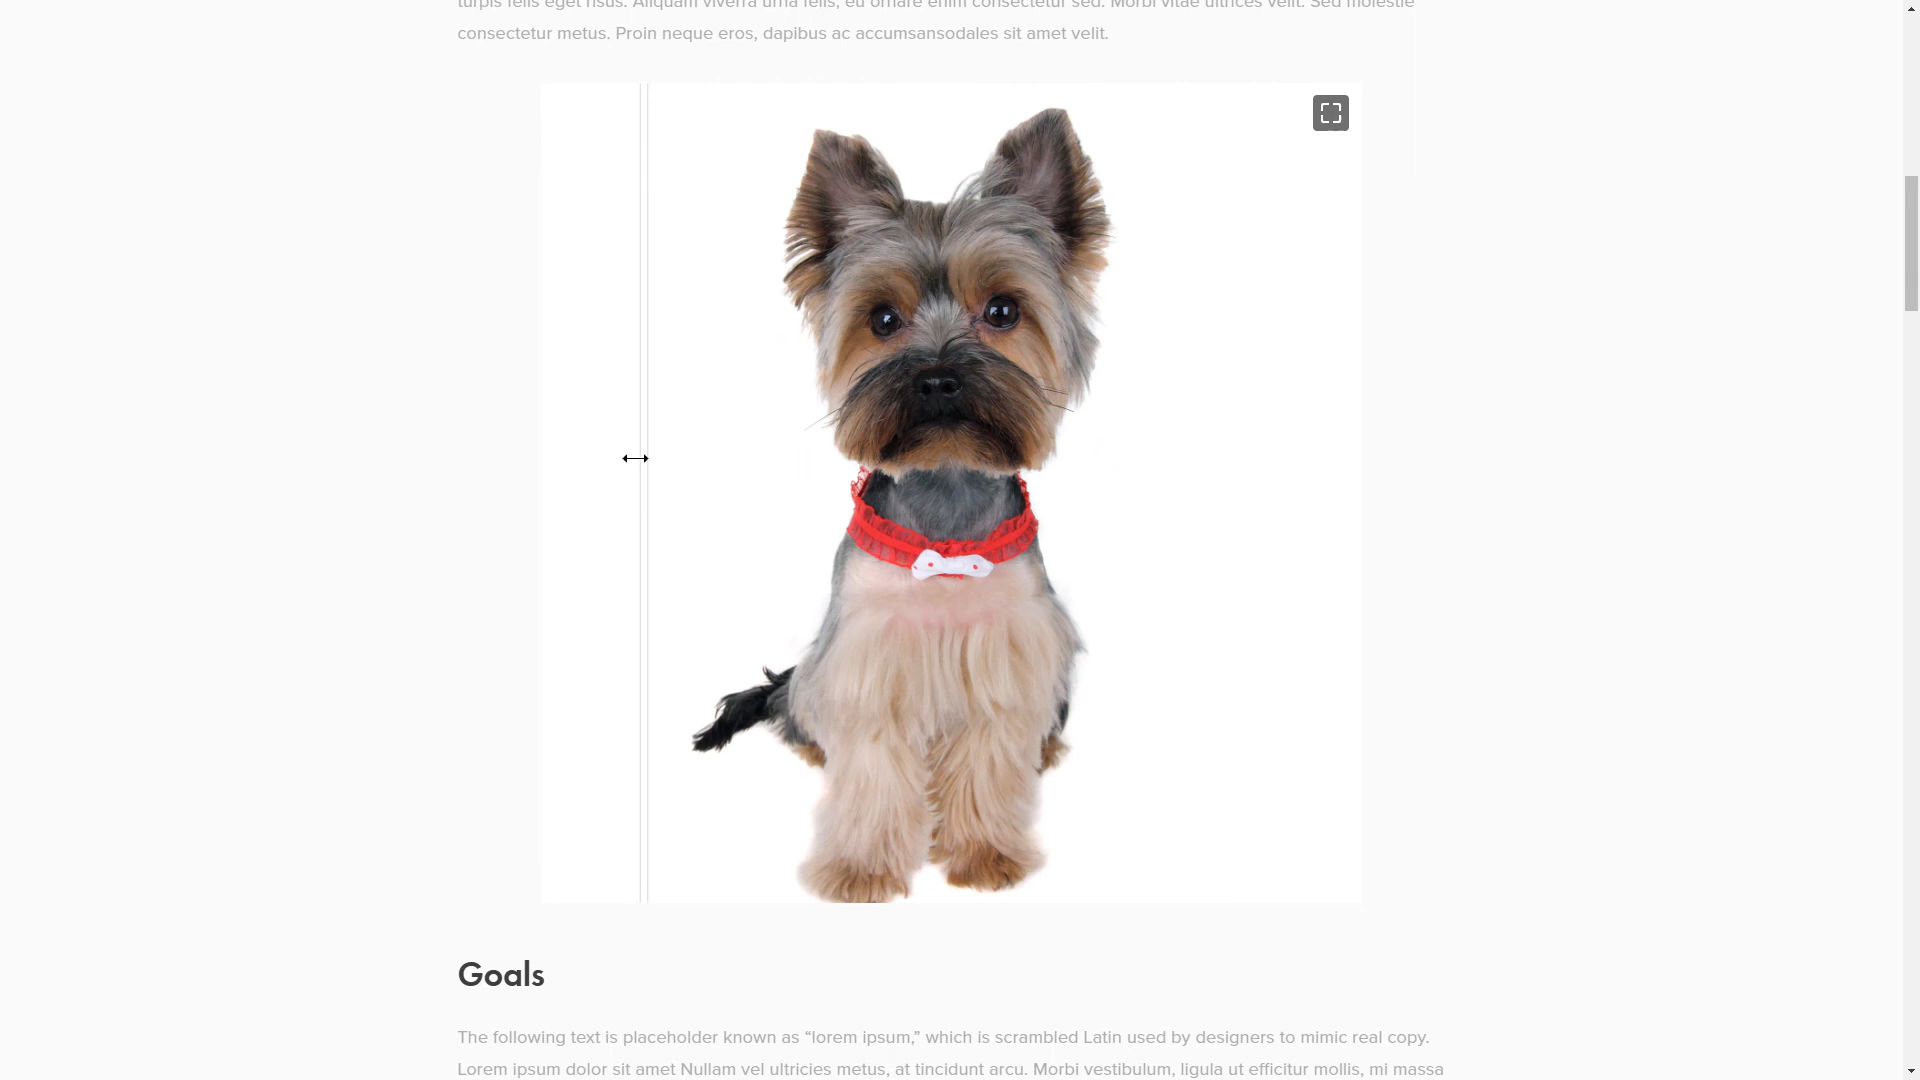 turpis felis eget risus. Aliquam viverra urna felis, eu ornare enim consectetur sed. Morbi vitae ultrices velit. Sed molestie
consectetur metus. Proin neque eros, dapibus ac accumsansodales sit amet velit.
Goals
The following text is placeholder known as “lorem ipsum,” which is scrambled Latin used by designers to mimic real copy.
Lorem ipsum dolor sit amet Nullam vel ultricies metus, at tincidunt arcu. Morbi vestibulum, ligula ut efficitur mollis, mi massa